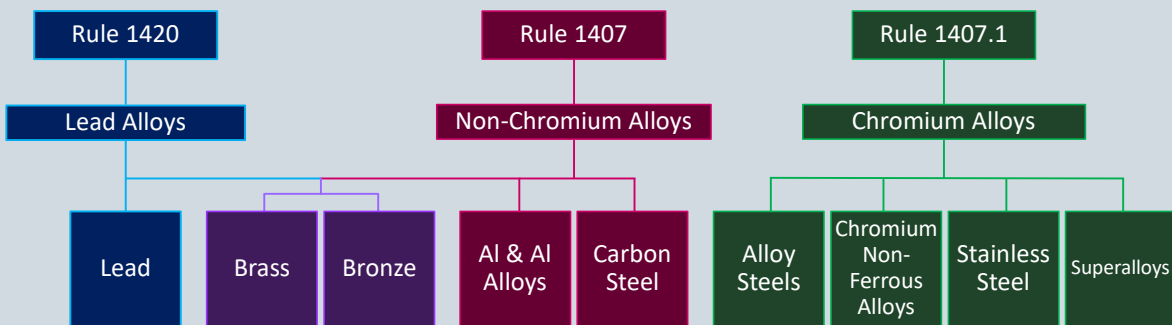 Rule 1420
Rule 1407
Rule 1407.1
Lead Alloys
Non-Chromium Alloys
Chromium Alloys
Lead
Brass
Bronze
Al & Al
Alloys
Carbon
Steel
Alloy
Steels
Chromium
Non-
Ferrous
Alloys
Stainless
Steel
Superalloys